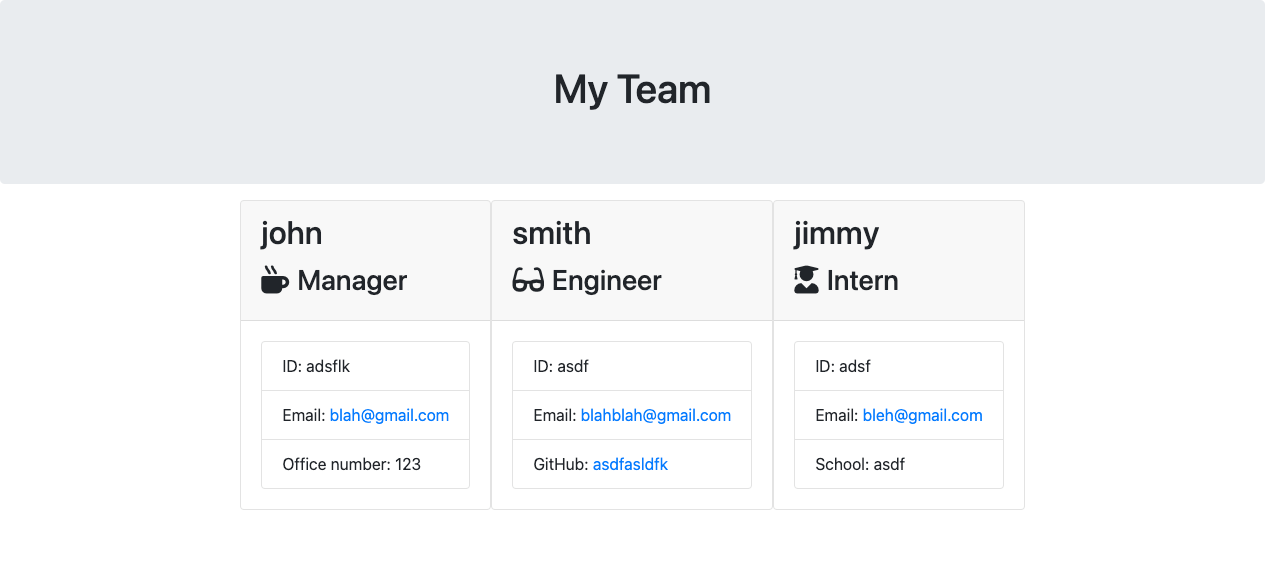 My Team
john
Manager
ID: adsflk
Email: blah@gmail.com
Office number: 123
smith
Engineer
ID: asdf
Email: blahblah@gmail.com
GitHub: asdfasldfk
jimmy
Intern
ID: adsf
Email: bleh@gmail.com
School: asdf